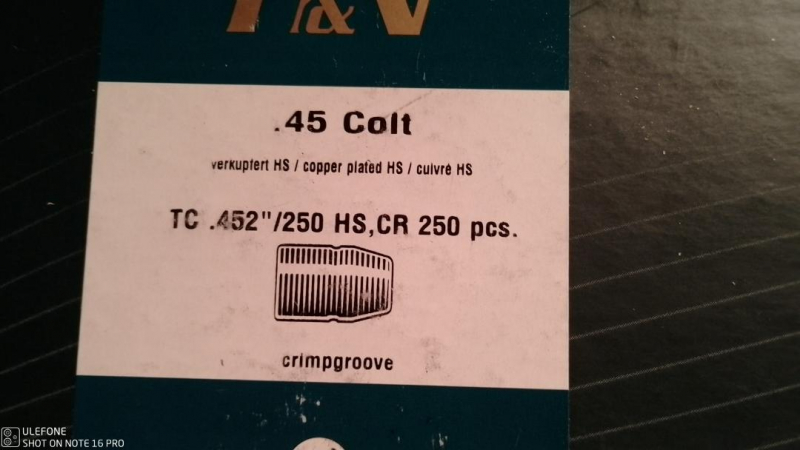 .45 Colt
verkupfert HS / copper plated HS / cuivré HS
TC .452"/250 HS,CR 250 pcs.
crimpgroove
ULEFONE
SHOT ON NOTE 16 PRO